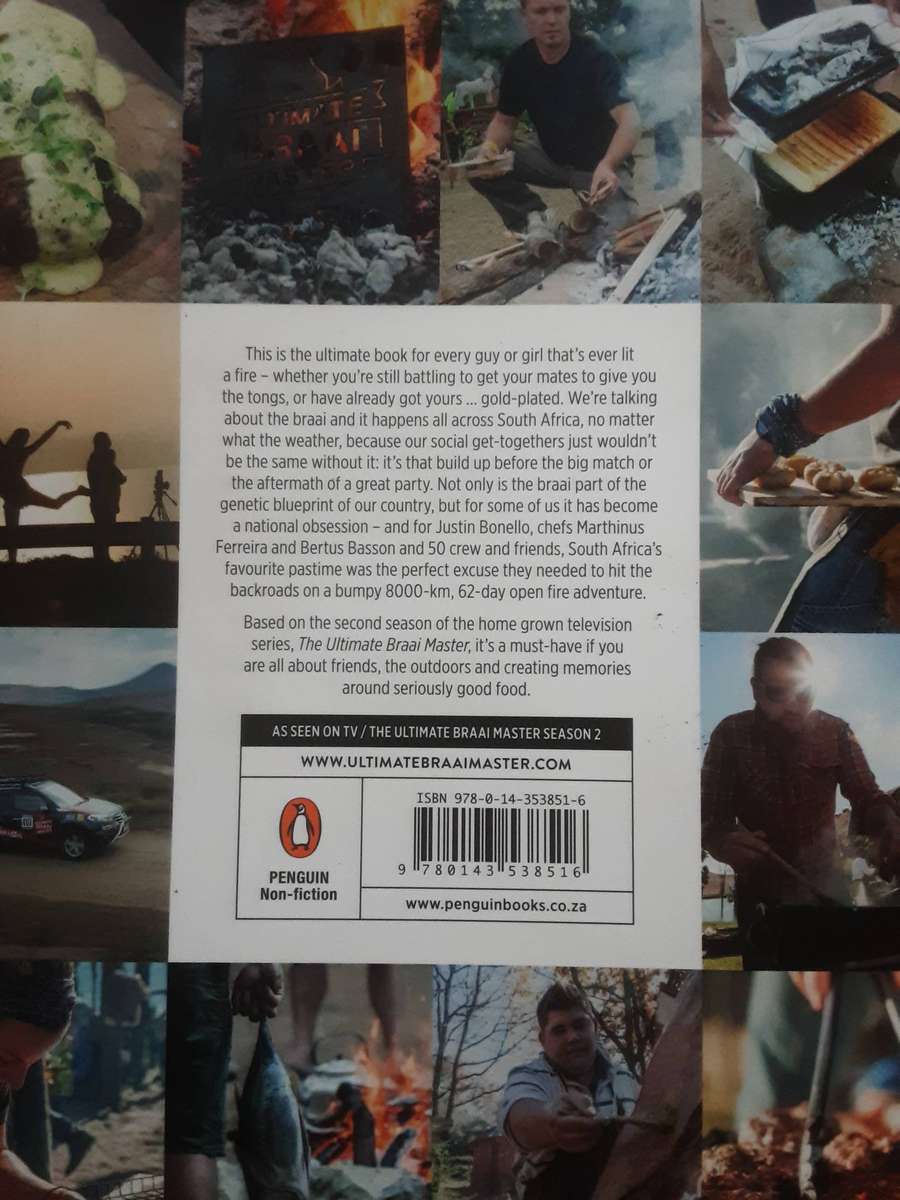 TIMATE
BRAAI
This is the ultimate book for every guy or girl that's ever lit
a fire – whether you're still battling to get your mates to give you
the tongs, or have already got yours ... gold-plated. We're talking
about the braai and it happens all across South Africa, no matter
what the weather, because our social get-togethers just wouldn't
be the same without it: it's that build up before the big match or
the aftermath of a great party. Not only is the braai part of the
genetic blueprint of our country, but for some of us it has become
a national obsession – and for Justin Bonello, chefs Marthinus
Ferreira and Bertus Basson and 50 crew and friends, South Africa's
favourite pastime was the perfect excuse they needed to hit the
backroads on a bumpy 8000-km, 62-day open fire adventure.
Based on the second season of the home grown television
series, The Ultimate Braai Master, it's a must-have if you
are all about friends, the outdoors and creating memories
around seriously good food.
AS SEEN ON TV / THE ULTIMATE BRAAI MASTER SEASON 2
WWW.ULTIMATEBRAAIMASTER.COM
PENGUIN
Non-fiction
ISBN 978-0-14-353851-6
9 780143 538516
www.penguinbooks.co.za